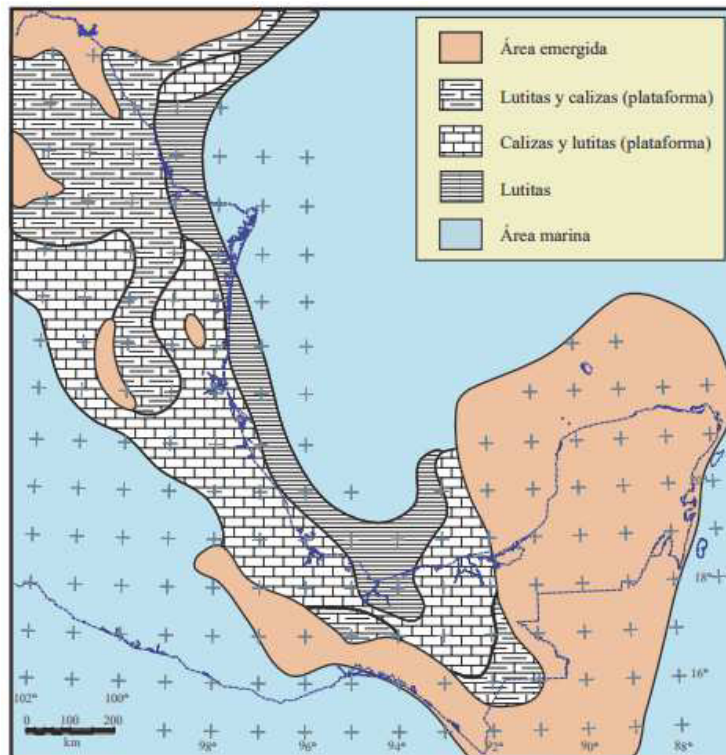 Área emergida
Lutitas y calizas (plataforma)
Calizas y lutitas (plataforma)
Lutitas
Área marina
18°
16°
102° 100°
0 100 200
km
98° 96° 94° 92° 90° 88°